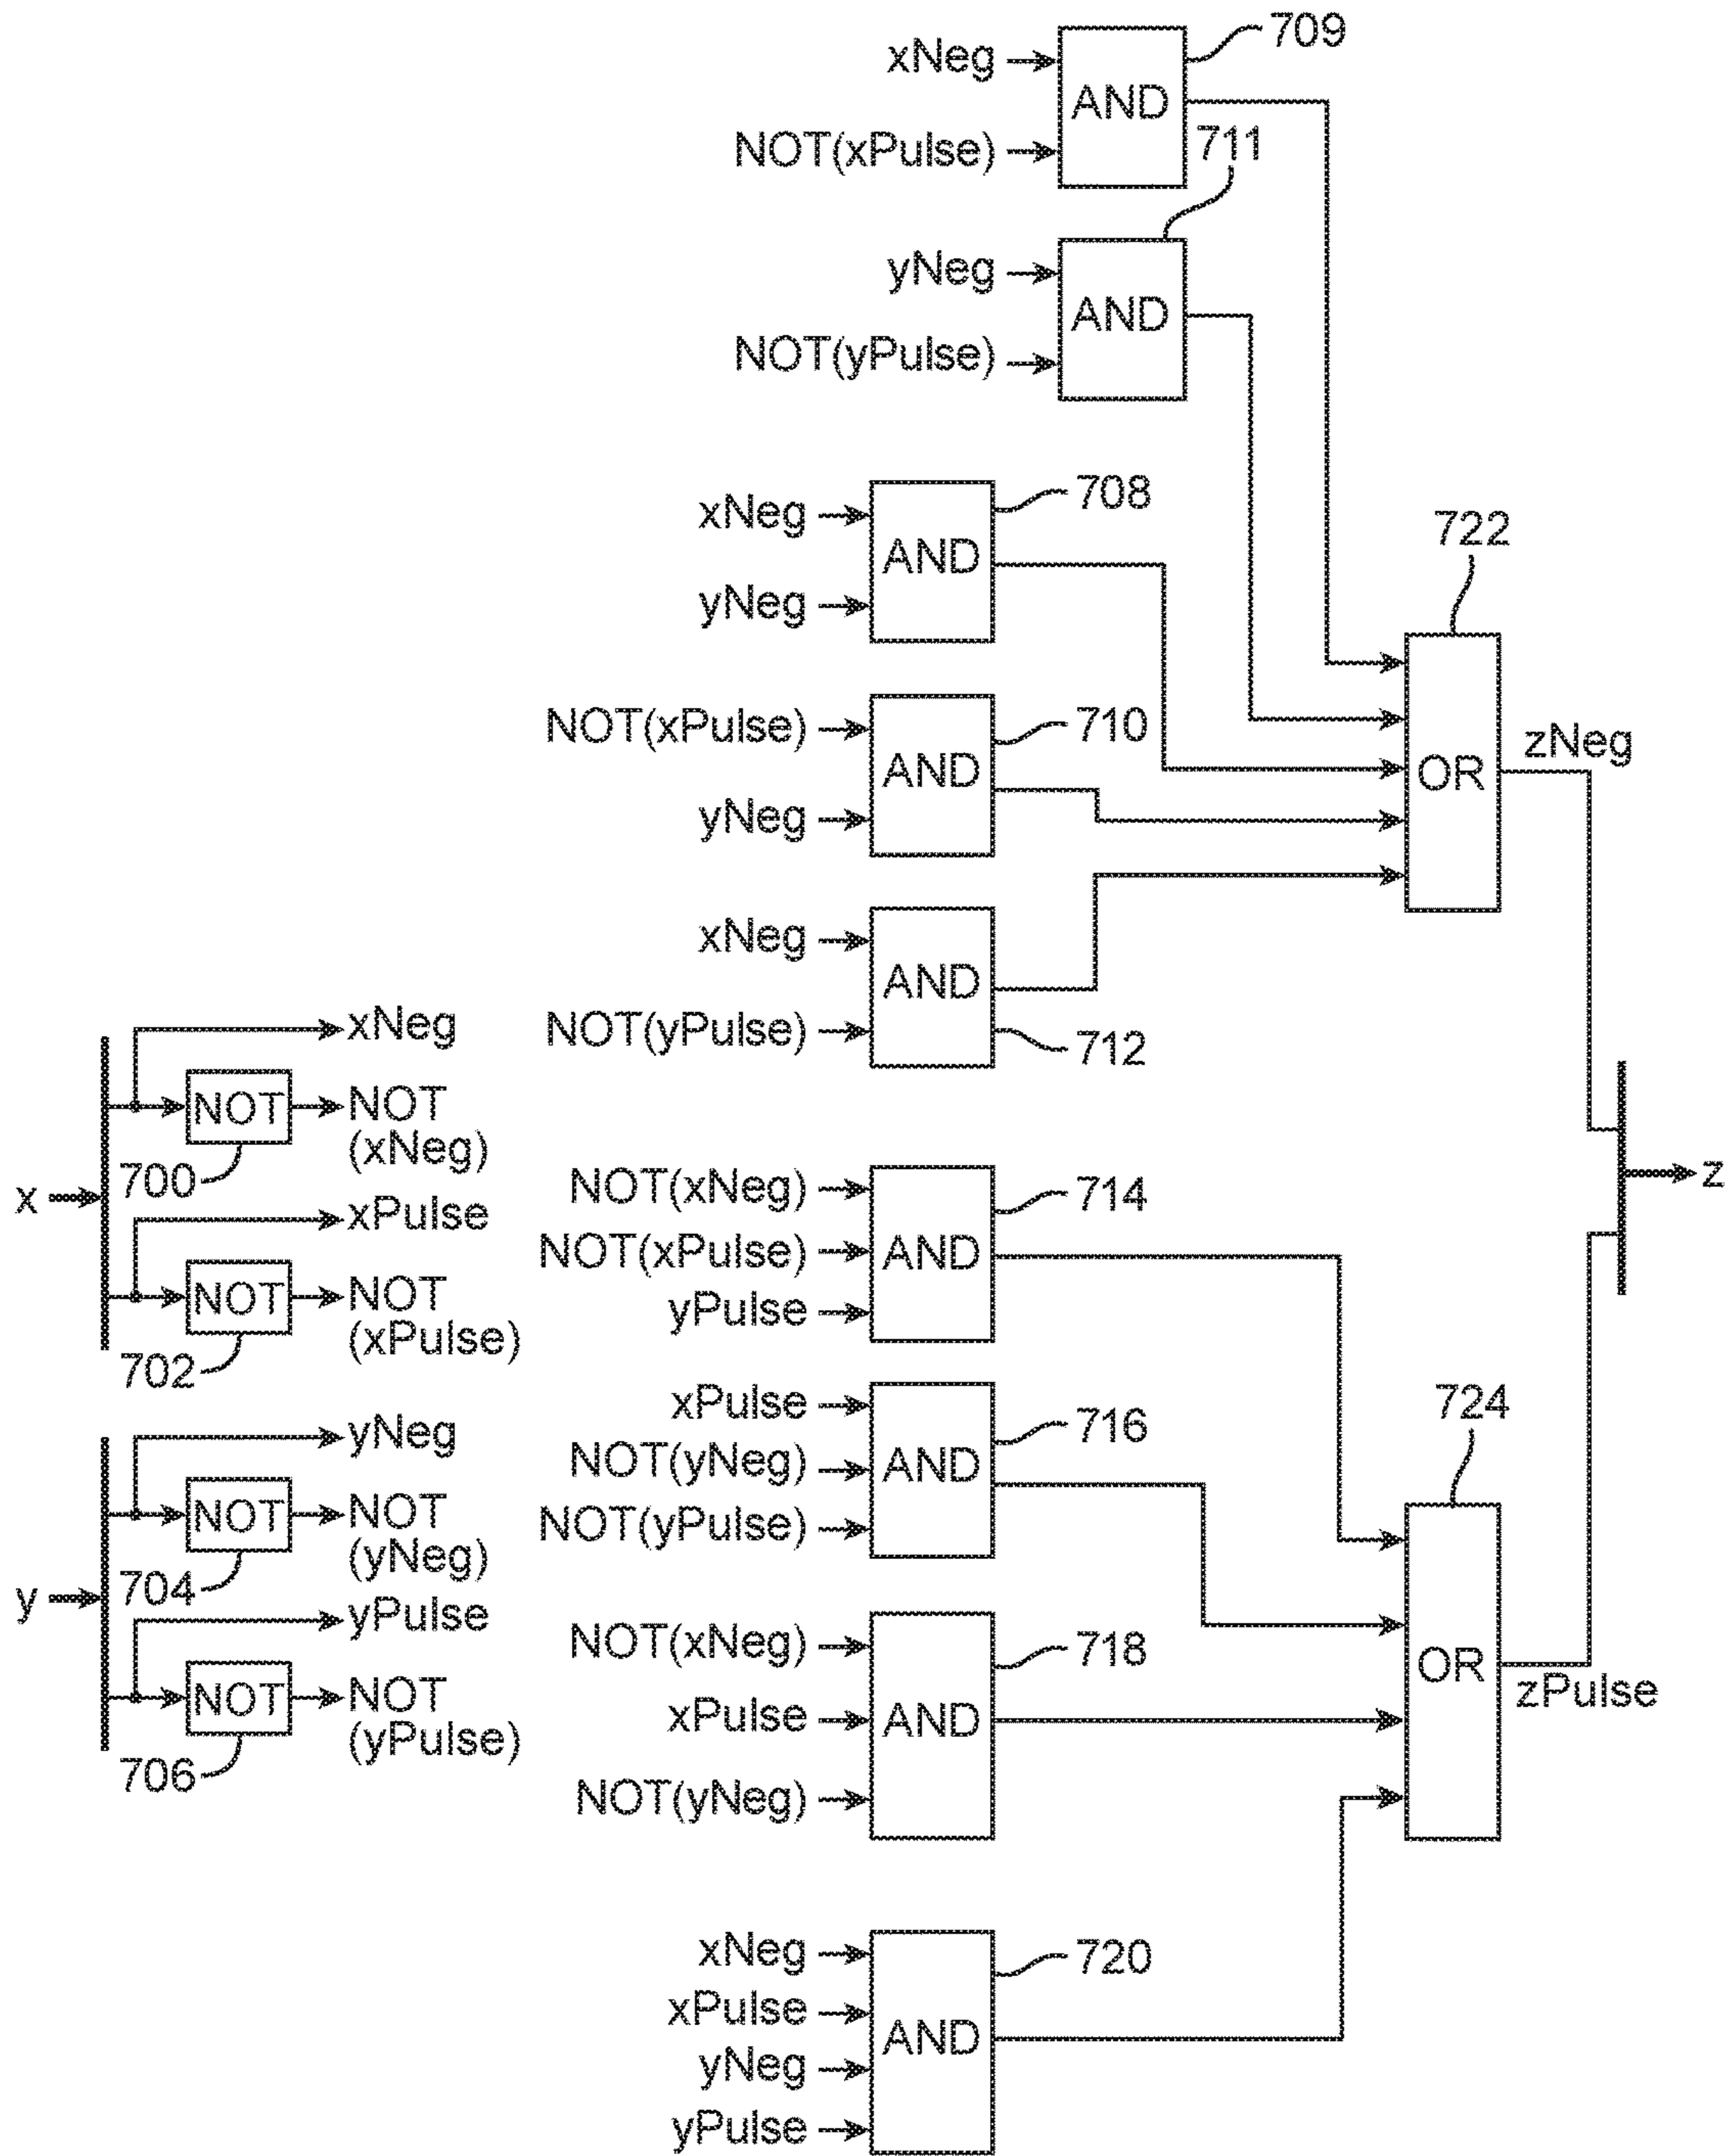 709
xNeg
AND
NOT(xPulse)
711
yNeg
AND
NOT(yPulse)
708
xNeg
AND
yNeg
722
710
NOT(xPulse)
AND
yNeg
OR
zNeg
xNeg
AND
NOT(yPulse)
712
xNeg
NOT
NOT
(xNeg)
700
x
xPulse
NOT
NOT
(xPulse)
702
yNeg
NOT
NOT
(yNeg)
704
y
yPulse
NOT
NOT
(yPulse)
706
714
NOT(xNeg)
NOT(xPulse)
AND
yPulse
z
716
xPulse
NOT(yNeg)
AND
NOT(yPulse)
724
718
NOT(xNeg)
xPulse
AND
NOT(yNeg)
OR
zPulse
720
xNeg
xPulse
AND
yNeg
yPulse